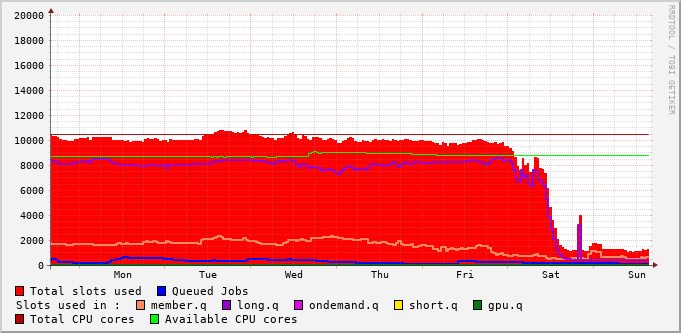 20000
18000
16000
14000
12000
10000
8000
6000
4000
2000
0
Mon Tue Wed Thu Fri Sat Sun
Total slots used Queued Jobs
Slots used in : member.q long.q ondemand.q short.q gpu.q
Total CPU cores Available CPU cores
RRDTOOL / TOBI OETIKER